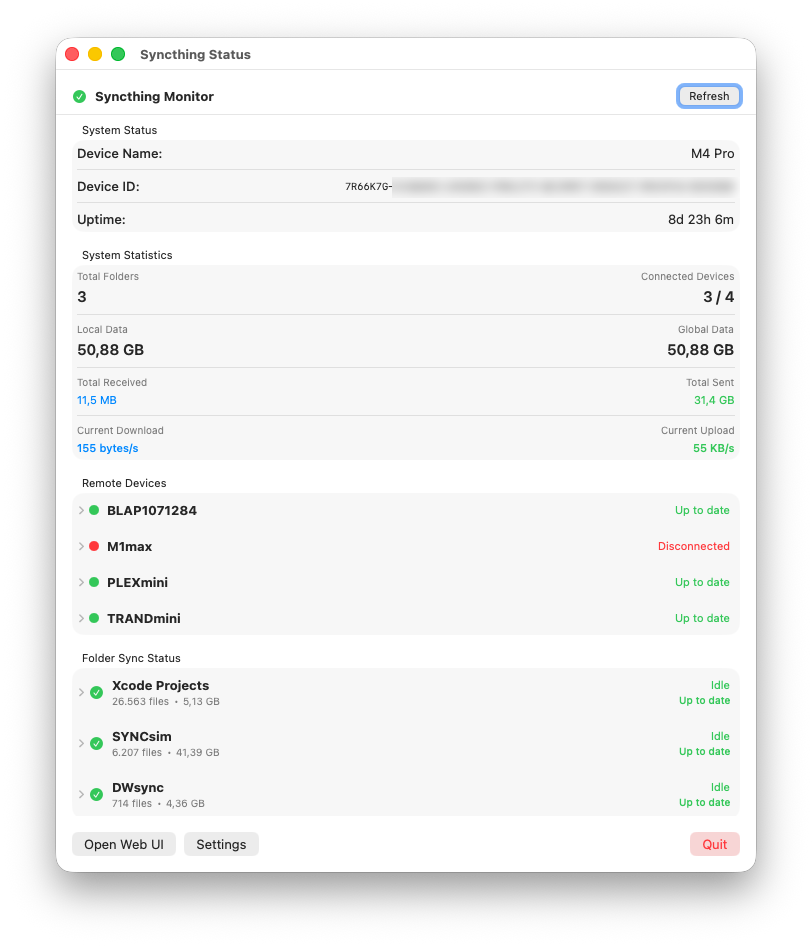 Syncthing Status
Syncthing Monitor
Refresh
System Status
Device Name: M4 Pro
Device ID: 7R66K7G-
Uptime: 8d 23h 6m
System Statistics
Total Folders Connected Devices
3 3 / 4
Local Data Global Data
50,88 GB 50,88 GB
Total Received Total Sent
11,5 MB 31,4 GB
Current Download Current Upload
155 bytes/s 55 KB/s
Remote Devices
BLAP1071284 Up to date
M1max Disconnected
PLEXmini Up to date
TRANDmini Up to date
Folder Sync Status
Xcode Projects Idle
26.563 files • 5,13 GB Up to date
SYNCsim Idle
6.207 files • 41,39 GB Up to date
DWsync Idle
714 files • 4,36 GB Up to date
Open Web UI Settings Quit